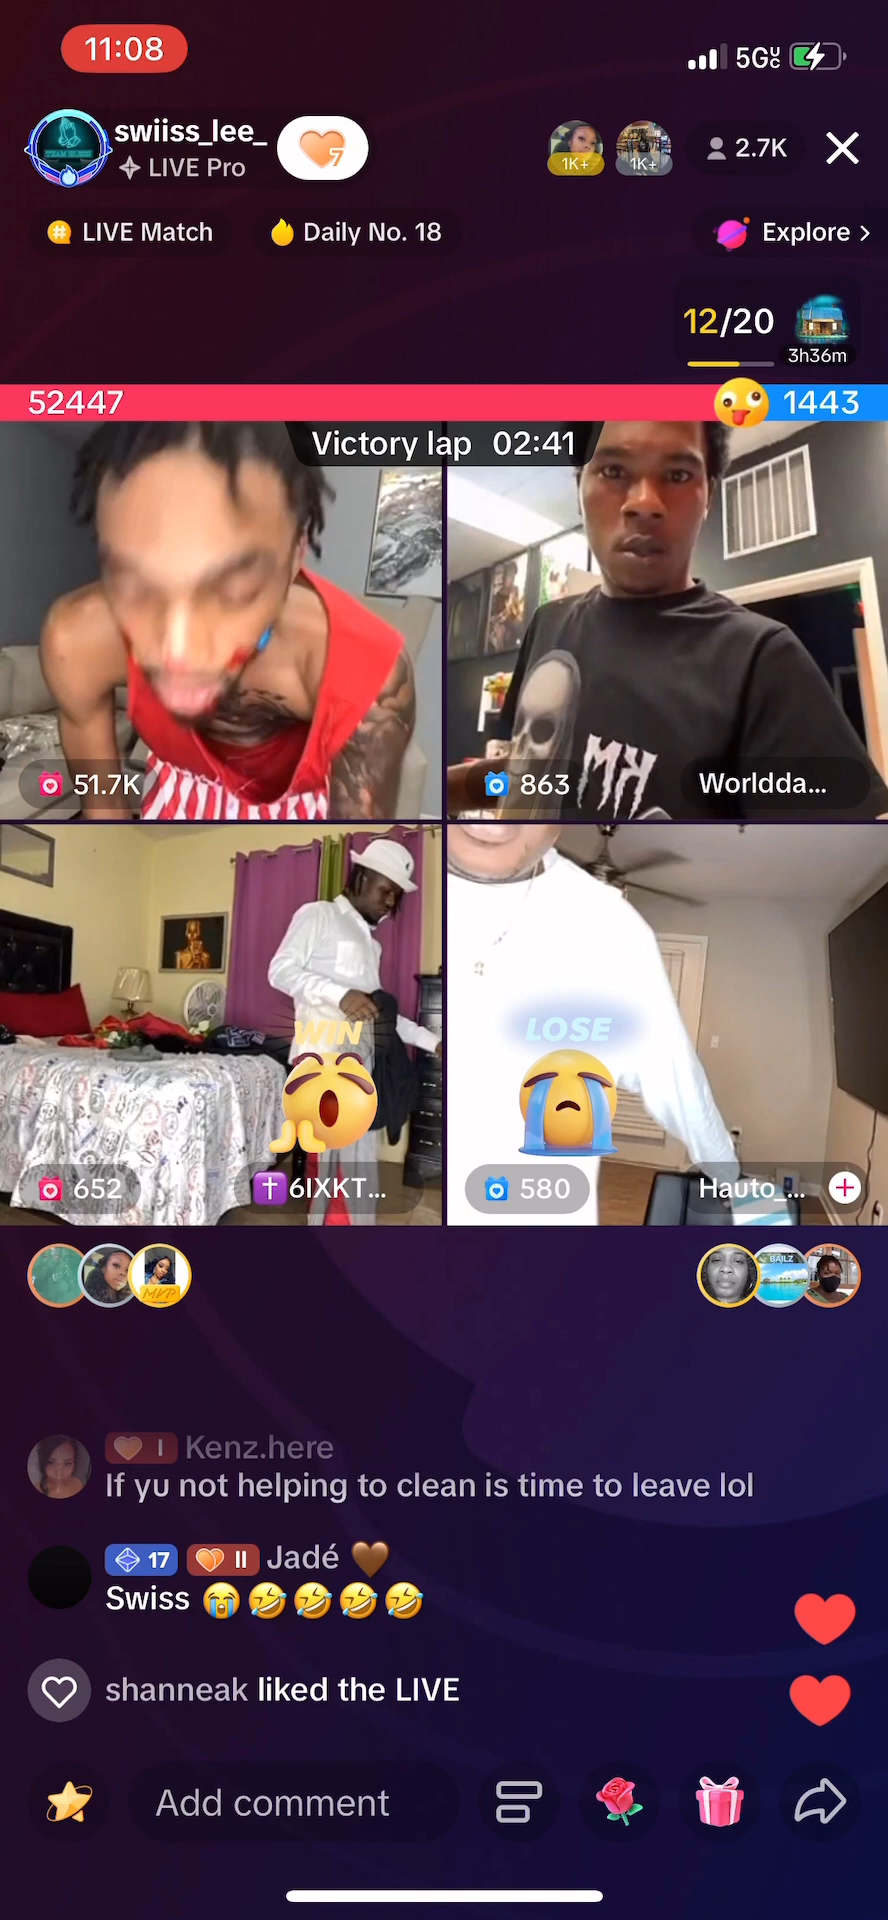 11:08
5G UC
swiiss_lee_
7
LIVE Pro
1K+
1K+
2.7K
LIVE Match
Daily No. 18
Explore >
12/20
3h36m
52447
1443
Victory lap 02:41
51.7K
863
Worldda...
WIN
LOSE
652
6IXKT...
580
Hauto_...
MVP
BAILZ
I Kenz.here
If yu not helping to clean is time to leave lol
17 II Jadé 🤎
Swiss 😭🤣🤣🤣🤣
shanneak liked the LIVE
Add comment